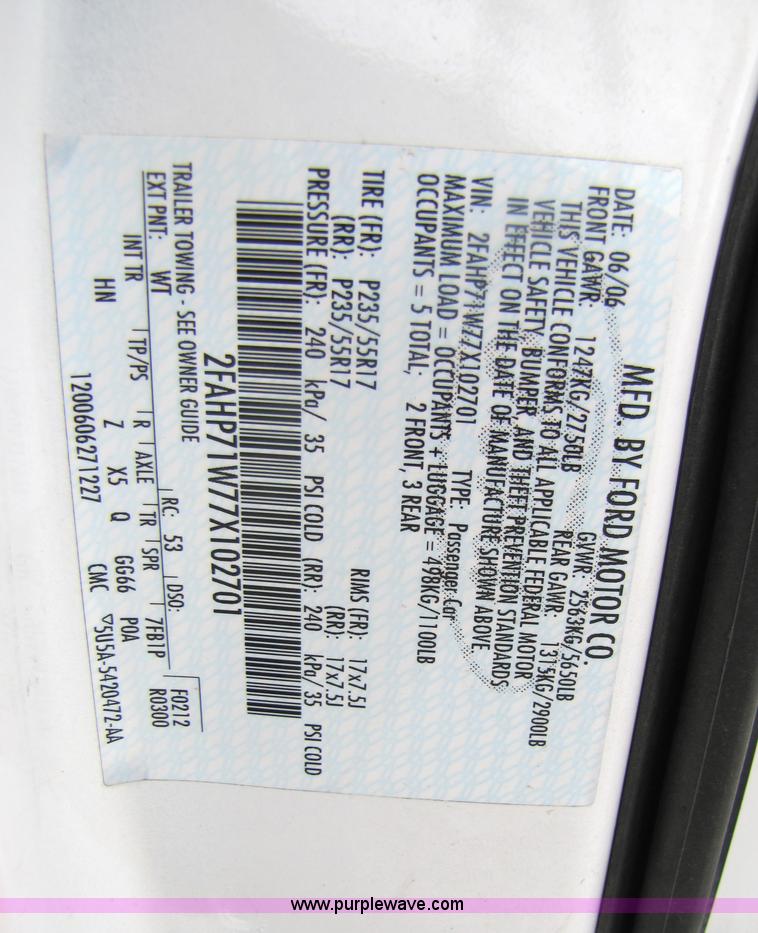 MFD. BY FORD MOTOR CO.
DATE: 06/06 GVWR: 2563KG/5650LB
FRONT GAWR: 1247KG/2750LB REAR GAWR: 1315KG/2900LB
THIS VEHICLE CONFORMS TO ALL APPLICABLE FEDERAL MOTOR
VEHICLE SAFETY, BUMPER, AND THEFT PREVENTION STANDARDS
IN EFFECT ON THE DATE OF MANUFACTURE SHOWN ABOVE.
VIN: 2FAHP71W77X102701 TYPE: Passenger Car
MAXIMUM LOAD = OCCUPANTS + LUGGAGE = 498KG/1100LB
OCCUPANTS = 5 TOTAL; 2 FRONT, 3 REAR
TIRE (FR): P235/55R17 RIMS (FR): 17x7.5J
(RR): P235/55R17 (RR): 17x7.5J
PRESSURE (FR): 240 kPa/ 35 PSI COLD (RR): 240 kPa/ 35 PSI COLD
2FAHP71W77X102701
TRAILER TOWING - SEE OWNER GUIDE
EXT PNT: WT RC: 53 DSO: F0212
7FB1P R0300
INT TR TP/PS R AXLE TR SPR
HN Z X5 Q GG66 POA
1200606271227 CMC ▽5U5A-5420472-AA
www.purplewave.com